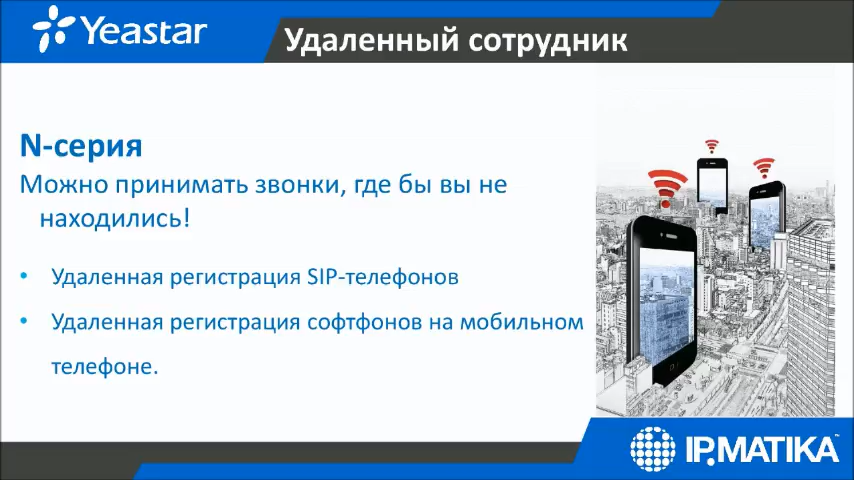 Yeastar
Удаленный сотрудник
N-серия
Можно принимать звонки, где бы вы не
находились!
• Удаленная регистрация SIP-телефонов
• Удаленная регистрация софтфонов на мобильном
телефоне.
IP.MATIKA™